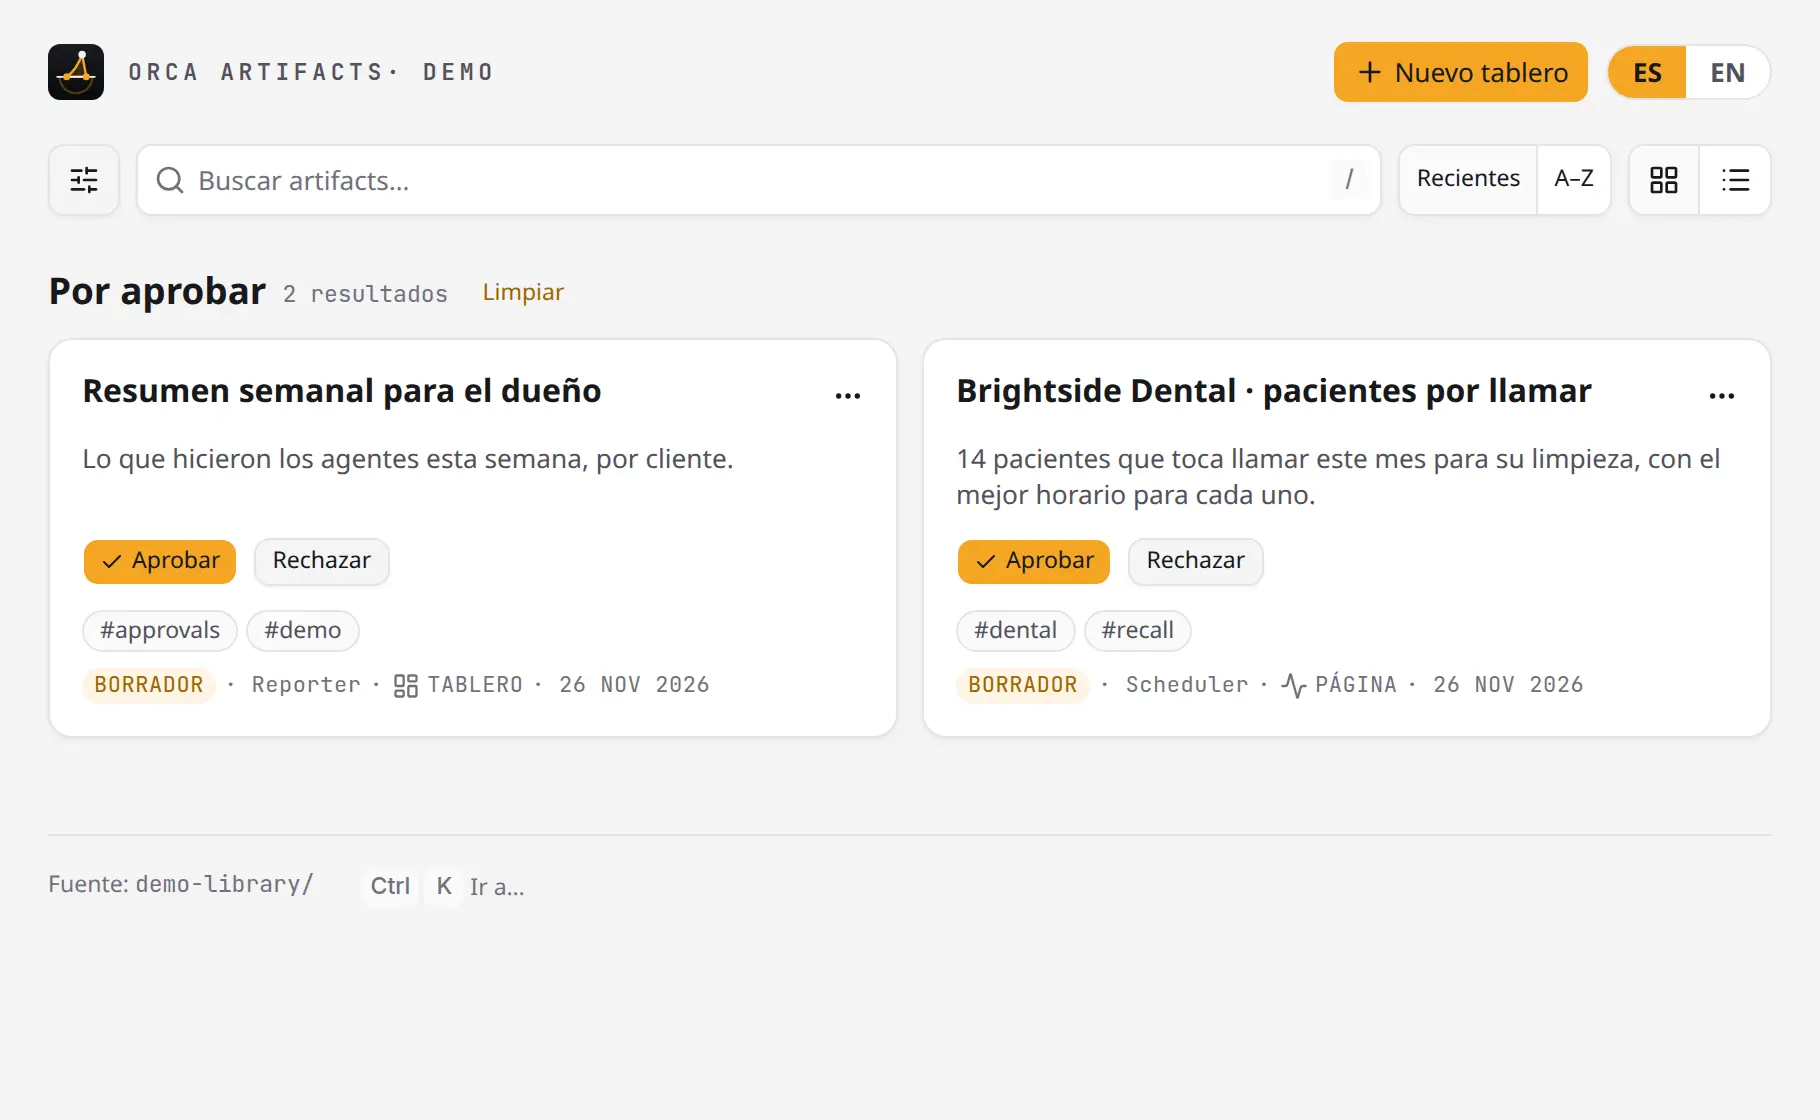 ORCA ARTIFACTS· DEMO
+ Nuevo tablero
ES
EN
Buscar artifacts...
/
Recientes
A–Z
Por aprobar 2 resultados Limpiar
Resumen semanal para el dueño
Lo que hicieron los agentes esta semana, por cliente.
Aprobar
Rechazar
#approvals #demo
BORRADOR · Reporter · TABLERO · 26 NOV 2026
Brightside Dental · pacientes por llamar
14 pacientes que toca llamar este mes para su limpieza, con el
mejor horario para cada uno.
Aprobar
Rechazar
#dental #recall
BORRADOR · Scheduler · PÁGINA · 26 NOV 2026
Fuente: demo-library/ Ctrl K Ir a...